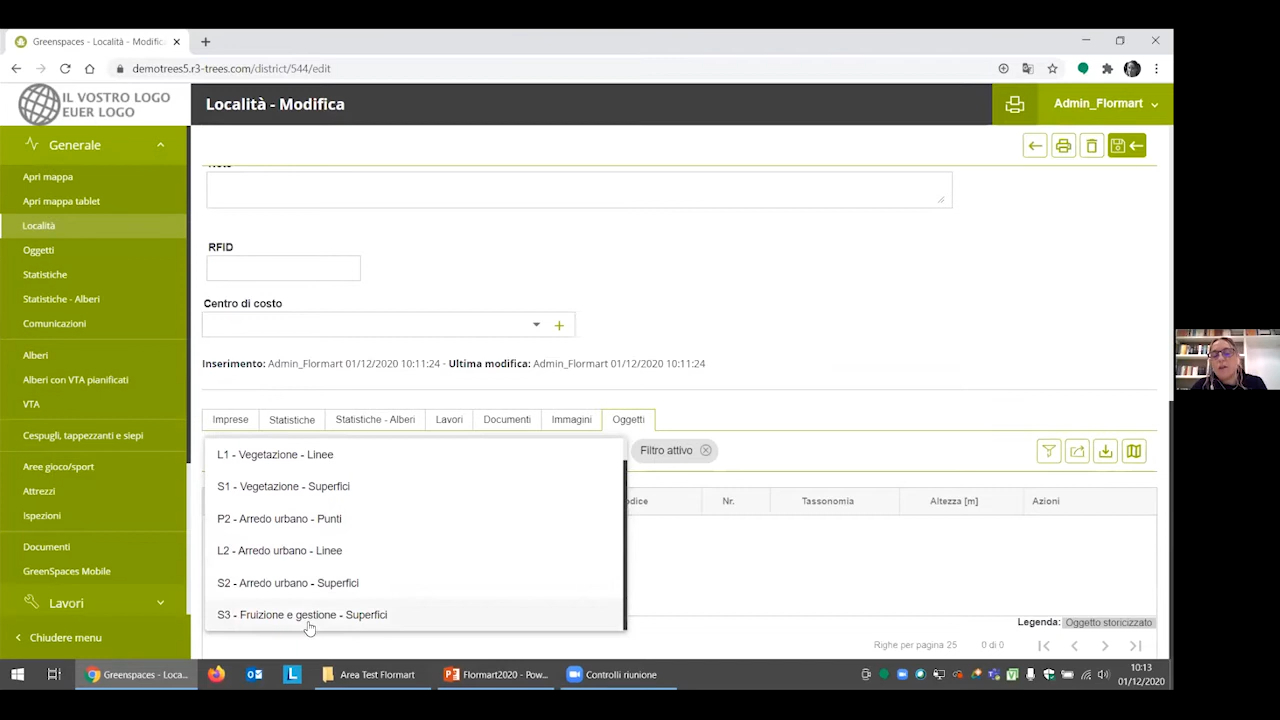 Greenspaces - Località - Modific
demotrees5.r3-trees.com/district/544/edit
IL VOSTRO LOGO
EUER LOGO
Località - Modifica
Admin_Flormart
Generale
Apri mappa
Apri mappa tablet
Località
Oggetti
Statistiche
Statistiche - Alberi
Comunicazioni
Alberi
Alberi con VTA pianificati
VTA
Cespugli, tappezzanti e siepi
Aree gioco/sport
Attrezzi
Ispezioni
Documenti
GreenSpaces Mobile
Lavori
Chiudere menu
RFID
Centro di costo
Inserimento: Admin_Flormart 01/12/2020 10:11:24 - Ultima modifica: Admin_Flormart 01/12/2020 10:11:24
Imprese Statistiche Statistiche - Alberi Lavori Documenti Immagini Oggetti
Filtro attivo
L1 - Vegetazione - Linee
S1 - Vegetazione - Superfici
P2 - Arredo urbano - Punti
L2 - Arredo urbano - Linee
S2 - Arredo urbano - Superfici
S3 - Fruizione e gestione - Superfici
odice Nr. Tassonomia Altezza [m] Azioni
Legenda: Oggetto storicizzato
Righe per pagina 25 0 di 0
Greenspaces - Loca... L Area Test Flormart Flormart2020 - Pow... Controlli riunione
10:13
01/12/2020